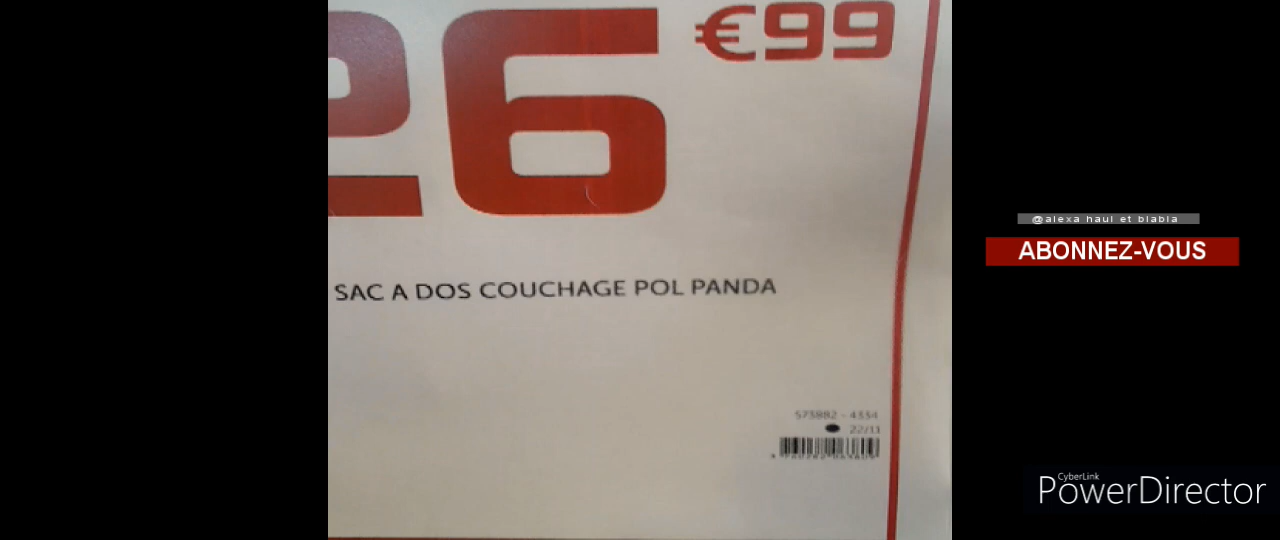 26 €99
SAC A DOS COUCHAGE POL PANDA
573882 - 4334
22/11
@alexa haul et blabla
ABONNEZ-VOUS
CyberLink
PowerDirector